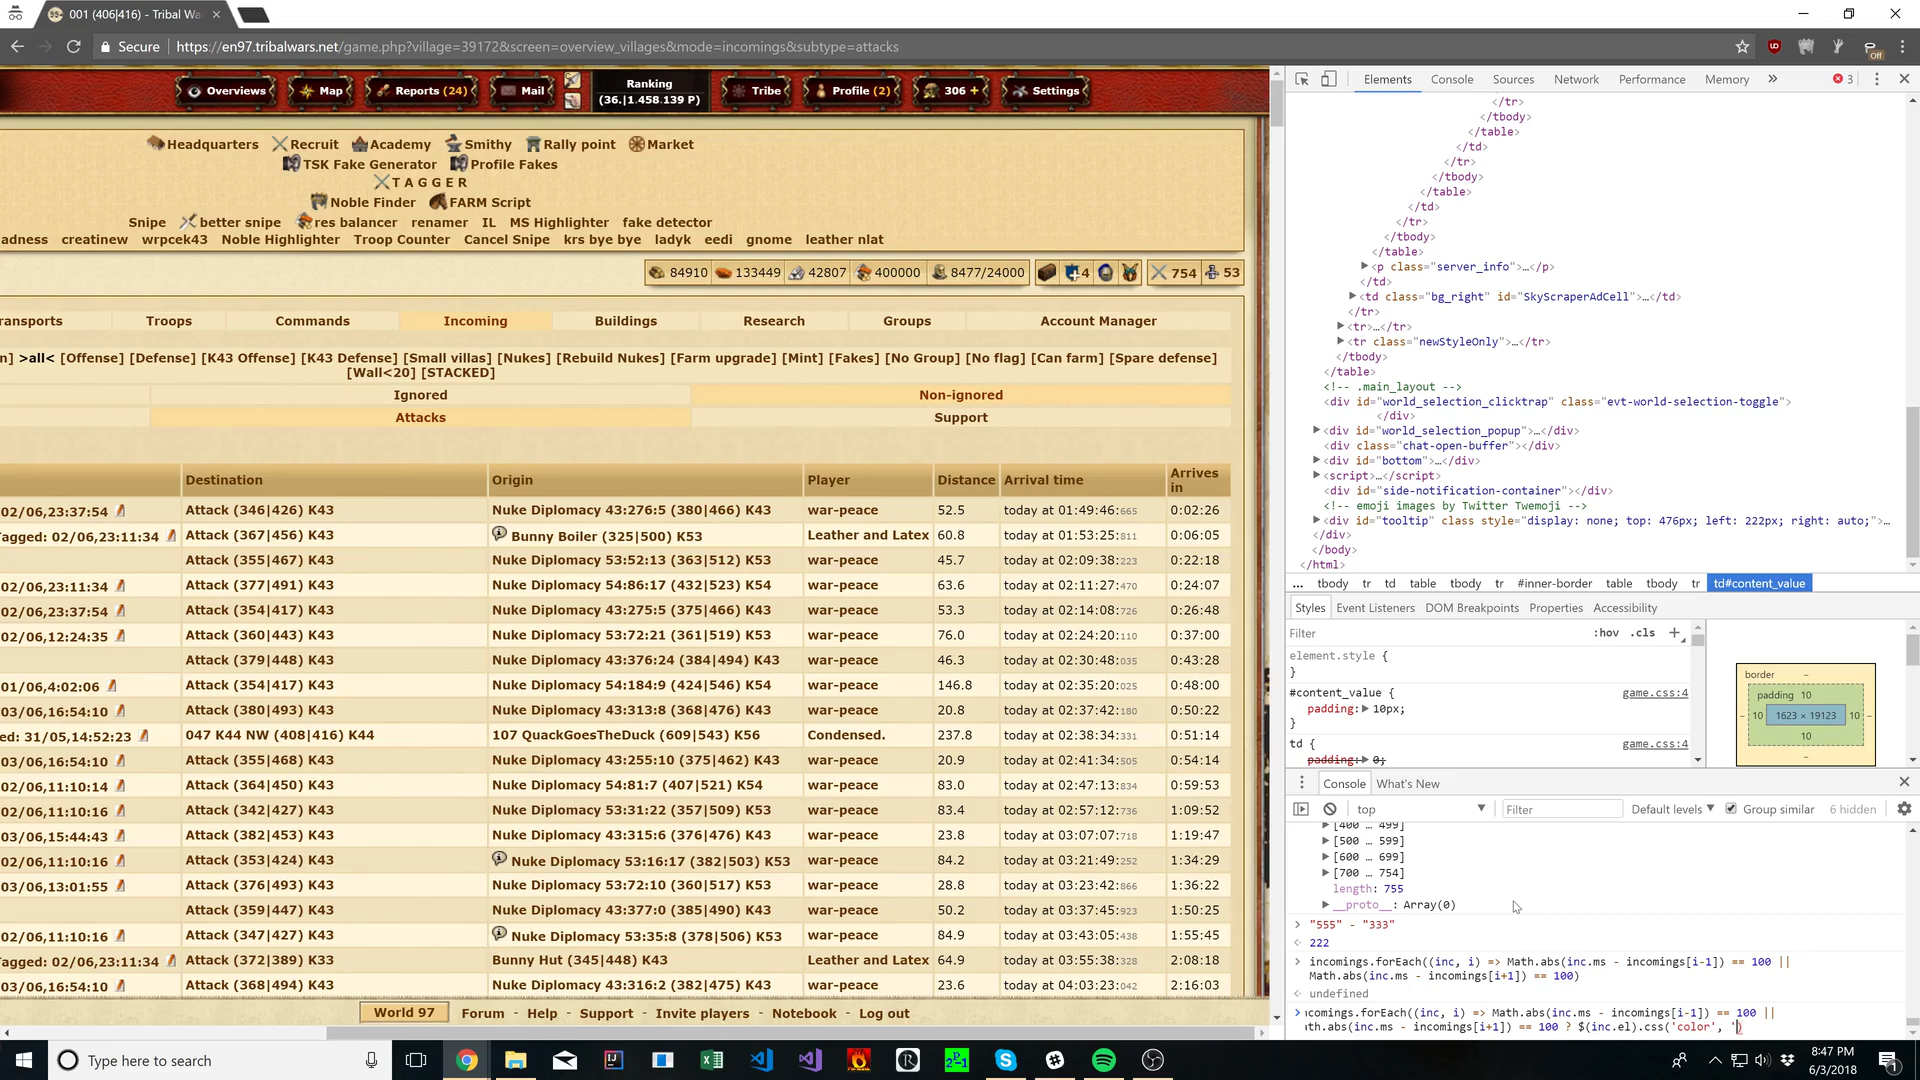 001 (406|416) - Tribal Wa
Secure
https://en97.tribalwars.net/game.php?village=39172&screen=overview_villages&mode=incomings&subtype=attacks
Off
Overviews
Map
Reports (24)
Mail
Ranking
(36.|1.458.139 P)
Tribe
Profile (2)
306 +
Settings
Headquarters Recruit Academy Smithy Rally point Market
TSK Fake Generator Profile Fakes
T A G G E R
Noble Finder FARM Script
Snipe better snipe res balancer renamer IL MS Highlighter fake detector
adness creatinew wrpcek43 Noble Highlighter Troop Counter Cancel Snipe krs bye bye ladyk eedi gnome leather nlat
84910 133449 42807 400000 8477/24000 4 754 53
ransports Troops Commands Incoming Buildings Research Groups Account Manager
n] >all< [Offense] [Defense] [K43 Offense] [K43 Defense] [Small villas] [Nukes] [Rebuild Nukes] [Farm upgrade] [Mint] [Fakes] [No Group] [No flag] [Can farm] [Spare defense]
[Wall<20] [STACKED]
Ignored Non-ignored
Attacks Support
Destination Origin Player Distance Arrival time Arrives in
02/06,23:37:54 Attack (346|426) K43 Nuke Diplomacy 43:276:5 (380|466) K43 war-peace 52.5 today at 01:49:46:665 0:02:26
Tagged: 02/06,23:11:34 Attack (367|456) K43 Bunny Boiler (325|500) K53 Leather and Latex 60.8 today at 01:53:25:811 0:06:05
Attack (355|467) K43 Nuke Diplomacy 53:52:13 (363|512) K53 war-peace 45.7 today at 02:09:38:223 0:22:18
02/06,23:11:34 Attack (377|491) K43 Nuke Diplomacy 54:86:17 (432|523) K54 war-peace 63.6 today at 02:11:27:470 0:24:07
02/06,23:37:54 Attack (354|417) K43 Nuke Diplomacy 43:275:5 (375|466) K43 war-peace 53.3 today at 02:14:08:726 0:26:48
02/06,12:24:35 Attack (360|443) K43 Nuke Diplomacy 53:72:21 (361|519) K53 war-peace 76.0 today at 02:24:20:110 0:37:00
Attack (379|448) K43 Nuke Diplomacy 43:376:24 (384|494) K43 war-peace 46.3 today at 02:30:48:035 0:43:28
01/06,4:02:06 Attack (354|417) K43 Nuke Diplomacy 54:184:9 (424|546) K54 war-peace 146.8 today at 02:35:20:025 0:48:00
03/06,16:54:10 Attack (380|493) K43 Nuke Diplomacy 43:313:8 (368|476) K43 war-peace 20.8 today at 02:37:42:180 0:50:22
ed: 31/05,14:52:23 047 K44 NW (408|416) K44 107 QuackGoesTheDuck (609|543) K56 Condensed. 237.8 today at 02:38:34:331 0:51:14
03/06,16:54:10 Attack (355|468) K43 Nuke Diplomacy 43:255:10 (375|462) K43 war-peace 20.9 today at 02:41:34:505 0:54:14
02/06,11:10:14 Attack (364|450) K43 Nuke Diplomacy 54:81:7 (407|521) K54 war-peace 83.0 today at 02:47:13:834 0:59:53
02/06,11:10:16 Attack (342|427) K43 Nuke Diplomacy 53:31:22 (357|509) K53 war-peace 83.4 today at 02:57:12:736 1:09:52
03/06,15:44:43 Attack (382|453) K43 Nuke Diplomacy 43:315:6 (376|476) K43 war-peace 23.8 today at 03:07:07:718 1:19:47
02/06,11:10:16 Attack (353|424) K43 Nuke Diplomacy 53:16:17 (382|503) K53 war-peace 84.2 today at 03:21:49:252 1:34:29
03/06,13:01:55 Attack (376|493) K43 Nuke Diplomacy 53:72:10 (360|517) K53 war-peace 28.8 today at 03:23:42:866 1:36:22
Attack (359|447) K43 Nuke Diplomacy 43:377:0 (385|490) K43 war-peace 50.2 today at 03:37:45:923 1:50:25
02/06,11:10:16 Attack (347|427) K43 Nuke Diplomacy 53:35:8 (378|506) K53 war-peace 84.9 today at 03:43:05:438 1:55:45
Tagged: 02/06,23:11:34 Attack (372|389) K33 Bunny Hut (345|448) K43 Leather and Latex 64.9 today at 03:55:38:328 2:08:18
03/06,16:54:10 Attack (368|494) K43 Nuke Diplomacy 43:316:2 (382|475) K43 war-peace 23.6 today at 04:03:23:042 2:16:03
World 97 Forum - Help - Support - Invite players - Notebook - Log out
Elements Console Sources Network Performance Memory » 3
</tr>
</tbody>
</table>
</td>
</tr>
</tbody>
</table>
</td>
</tr>
</tbody>
</table>
<p class="server_info">…</p>
</td>
<td class="bg_right" id="SkyScraperAdCell">…</td>
</tr>
<tr>…</tr>
<tr class="newStyleOnly">…</tr>
</tbody>
</table>
<!-- .main_layout -->
<div id="world_selection_clicktrap" class="evt-world-selection-toggle">
</div>
<div id="world_selection_popup">…</div>
<div class="chat-open-buffer"></div>
<div id="bottom">…</div>
<script>…</script>
<div id="side-notification-container"></div>
<!-- emoji images by Twitter Twemoji -->
<div id="tooltip" class style="display: none; top: 476px; left: 222px; right: auto;">…
</div>
</body>
</html>
... tbody tr td table tbody tr #inner-border table tbody tr td#content_value
Styles Event Listeners DOM Breakpoints Properties Accessibility
Filter :hov .cls +
element.style {
}
#content_value { game.css:4
padding: 10px;
}
td { game.css:4
padding: 0;
border –
padding 10
– 10 1623 × 19123 10 –
10
–
Console What's New
top Filter Default levels Group similar 6 hidden
[400 … 499]
[500 … 599]
[600 … 699]
[700 … 754]
length: 755
__proto__: Array(0)
"555" - "333"
222
incomings.forEach((inc, i) => Math.abs(inc.ms - incomings[i-1]) == 100 ||
Math.abs(inc.ms - incomings[i+1]) == 100)
undefined
ıcomings.forEach((inc, i) => Math.abs(inc.ms - incomings[i-1]) == 100 ||
ıth.abs(inc.ms - incomings[i+1]) == 100 ? $(inc.el).css('color', ')
Type here to search
8:47 PM
6/3/2018
1